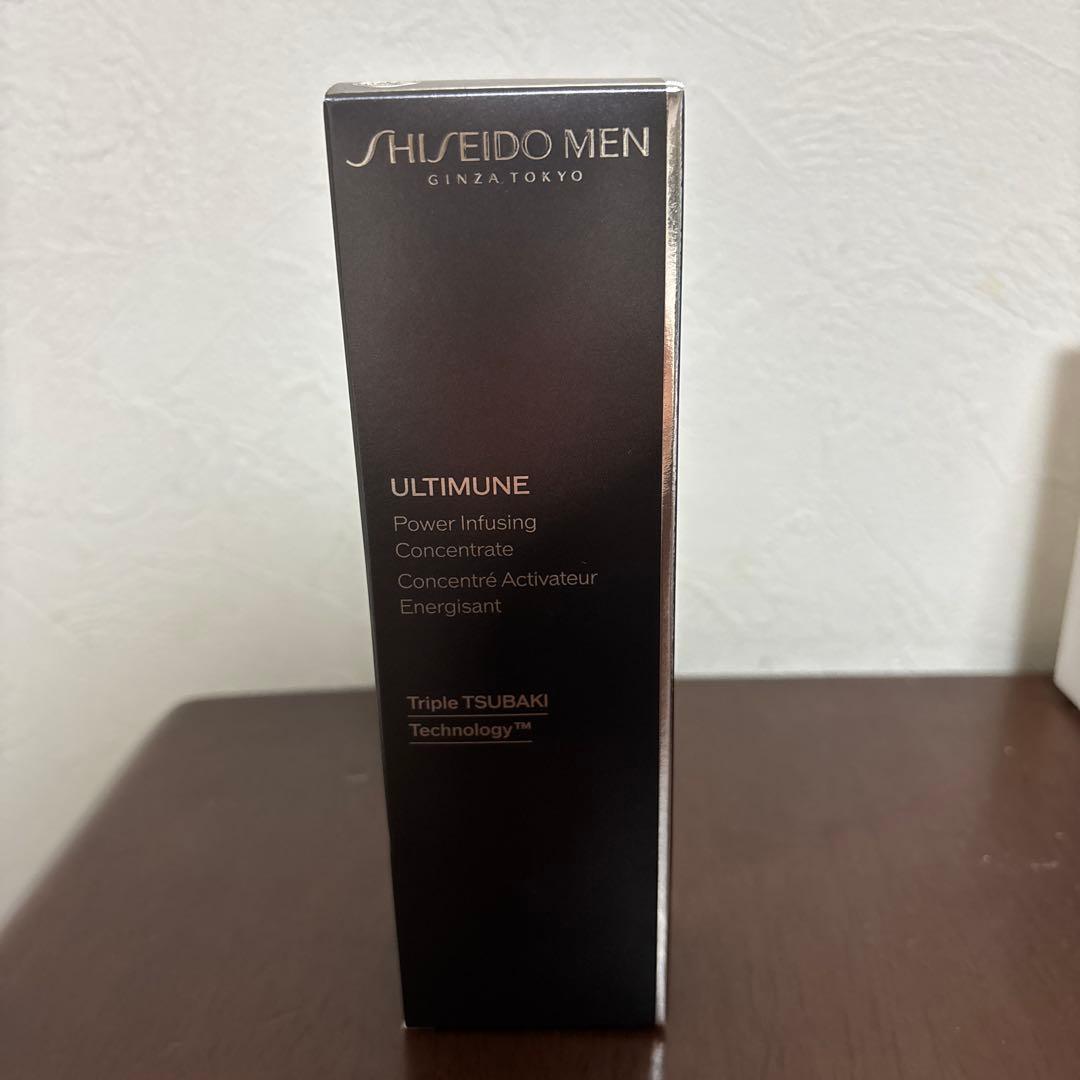 SHISEIDO MEN
GINZA TOKYO
ULTIMUNE
Power Infusing
Concentrate
Concentré Activateur
Energisant
Triple TSUBAKI
Technology™